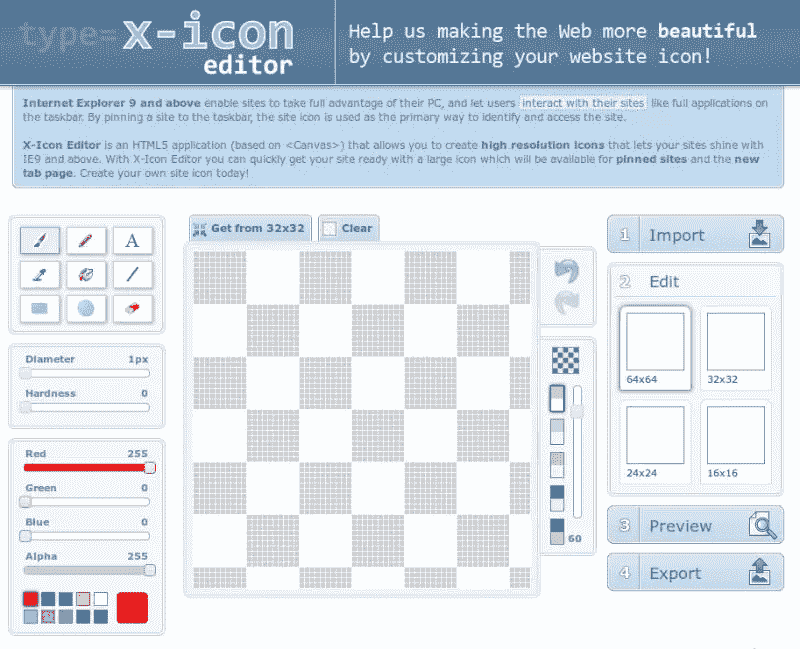 type=x-icon
editor
Help us making the Web more beautiful
by customizing your website icon!
Internet Explorer 9 and above enable sites to take full advantage of their PC, and let users interact with their sites like full applications on
the taskbar. By pinning a site to the taskbar, the site icon is used as the primary way to identify and access the site.
X-Icon Editor is an HTML5 application (based on <Canvas>) that allows you to create high resolution icons that lets your sites shine with
IE9 and above. With X-Icon Editor you can quickly get your site ready with a large icon which will be available for pinned sites and the new
tab page. Create your own site icon today!
Get from 32x32
Clear
A
Diameter 1px
Hardness 0
Red 255
Green 0
Blue 0
Alpha 255
60
1 Import
2 Edit
64x64
32x32
24x24
16x16
3 Preview
4 Export